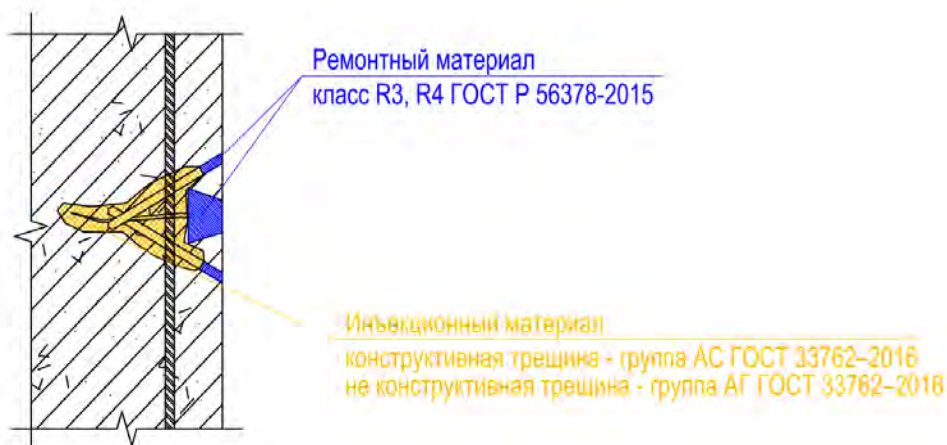 Ремонтный материал
класс R3, R4 ГОСТ Р 56378-2015
Инъекционный материал
конструктивная трещина - группа АС ГОСТ 33762–2016
не конструктивная трещина - группа АГ ГОСТ 33762–2016